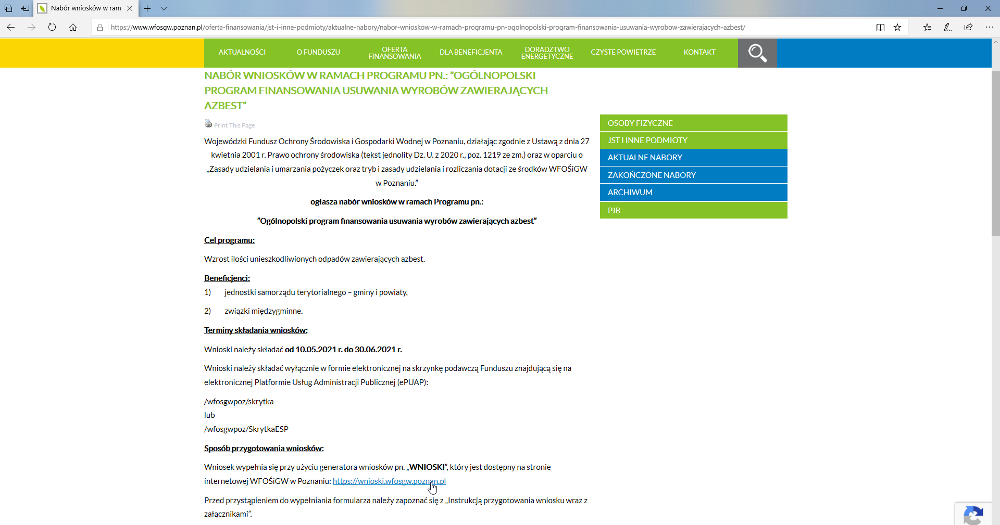 Nabór wniosków w ram
https://www.wfosgw.poznan.pl/oferta-finansowania/jst-i-inne-podmioty/aktualne-nabory/nabor-wnioskow-w-ramach-programu-pn-ogolnopolski-program-finansowania-usuwania-wyrobow-zawierajacych-azbest/
AKTUALNOŚCI
O FUNDUSZU
OFERTA
FINANSOWANIA
DLA BENEFICJENTA
DORADZTWO
ENERGETYCZNE
CZYSTE POWIETRZE
KONTAKT
NABÓR WNIOSKÓW W RAMACH PROGRAMU PN.: ”OGÓLNOPOLSKI
PROGRAM FINANSOWANIA USUWANIA WYROBÓW ZAWIERAJĄCYCH
AZBEST”
Print This Page
Wojewódzki Fundusz Ochrony Środowiska i Gospodarki Wodnej w Poznaniu, działając zgodnie z Ustawą z dnia 27
kwietnia 2001 r. Prawo ochrony środowiska (tekst jednolity Dz. U. z 2020 r., poz. 1219 ze zm.) oraz w oparciu o
„Zasady udzielania i umarzania pożyczek oraz tryb i zasady udzielania i rozliczania dotacji ze środków WFOŚiGW
w Poznaniu.”
ogłasza nabór wniosków w ramach Programu pn.:
”Ogólnopolski program finansowania usuwania wyrobów zawierających azbest”
Cel programu:
Wzrost ilości unieszkodliwionych odpadów zawierających azbest.
Beneficjenci:
1) jednostki samorządu terytorialnego – gminy i powiaty,
2) związki międzygminne.
Terminy składania wniosków:
Wnioski należy składać od 10.05.2021 r. do 30.06.2021 r.
Wnioski należy składać wyłącznie w formie elektronicznej na skrzynkę podawczą Funduszu znajdującą się na
elektronicznej Platformie Usług Administracji Publicznej (ePUAP):
/wfosgwpoz/skrytka
lub
/wfosgwpoz/SkrytkaESP
Sposób przygotowania wniosków:
Wniosek wypełnia się przy użyciu generatora wniosków pn. „WNIOSKI”, który jest dostępny na stronie
internetowej WFOŚiGW w Poznaniu: https://wnioski.wfosgw.poznan.pl
Przed przystąpieniem do wypełniania formularza należy zapoznać się z „Instrukcją przygotowania wniosku wraz z
załącznikami”.
OSOBY FIZYCZNE
JST I INNE PODMIOTY
AKTUALNE NABORY
ZAKOŃCZONE NABORY
ARCHIWUM
PJB